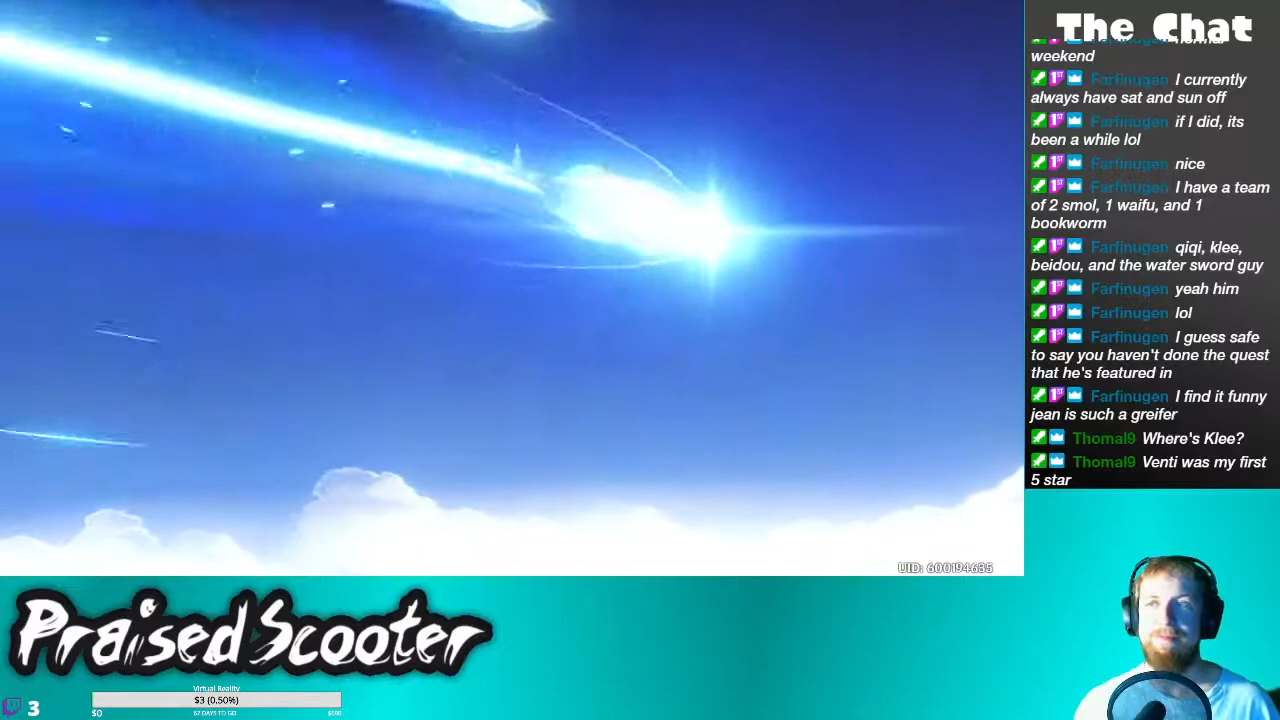 The Chat
weekend
Farfinugen I currently
always have sat and sun off
Farfinugen if I did, its
been a while lol
Farfinugen nice
Farfinugen I have a team
of 2 smol, 1 waifu, and 1
bookworm
Farfinugen qiqi, klee,
beidou, and the water sword guy
Farfinugen yeah him
Farfinugen lol
Farfinugen I guess safe
to say you haven't done the quest
that he's featured in
Farfinugen I find it funny
jean is such a greifer
Thomal9 Where's Klee?
Thomal9 Venti was my first
5 star
UID: 600194635
PraisedScooter
Virtual Reality
$3 (0.50%)
$0
67 DAYS TO GO
3